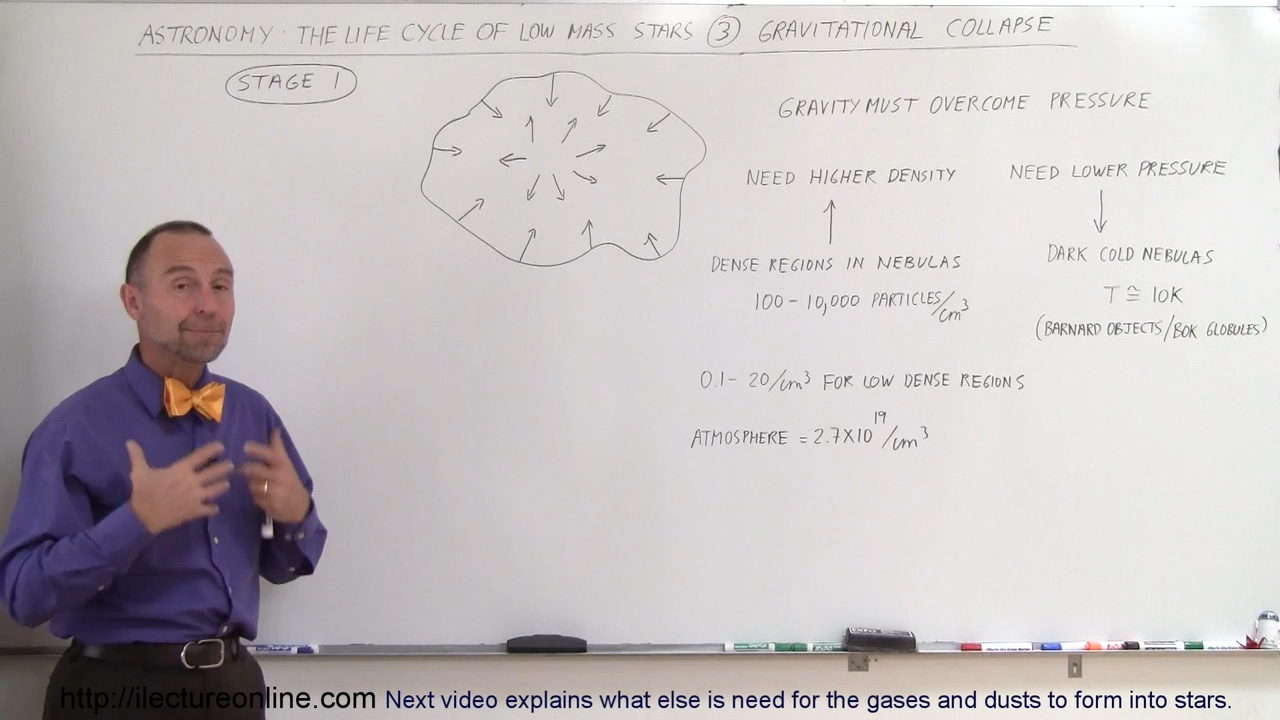 ASTRONOMY: THE LIFE CYCLE OF LOW MASS STARS ③ GRAVITATIONAL COLLAPSE
STAGE 1
GRAVITY MUST OVERCOME PRESSURE
NEED HIGHER DENSITY
NEED LOWER PRESSURE
DENSE REGIONS IN NEBULAS
100 - 10,000 PARTICLES/cm³
DARK COLD NEBULAS
T ≅ 10K
(BARNARD OBJECTS/BOK GLOBULES)
0.1 - 20/cm³ FOR LOW DENSE REGIONS
ATMOSPHERE = 2.7X10¹⁹/cm³
http://ilectureonline.com Next video explains what else is need for the gases and dusts to form into stars.